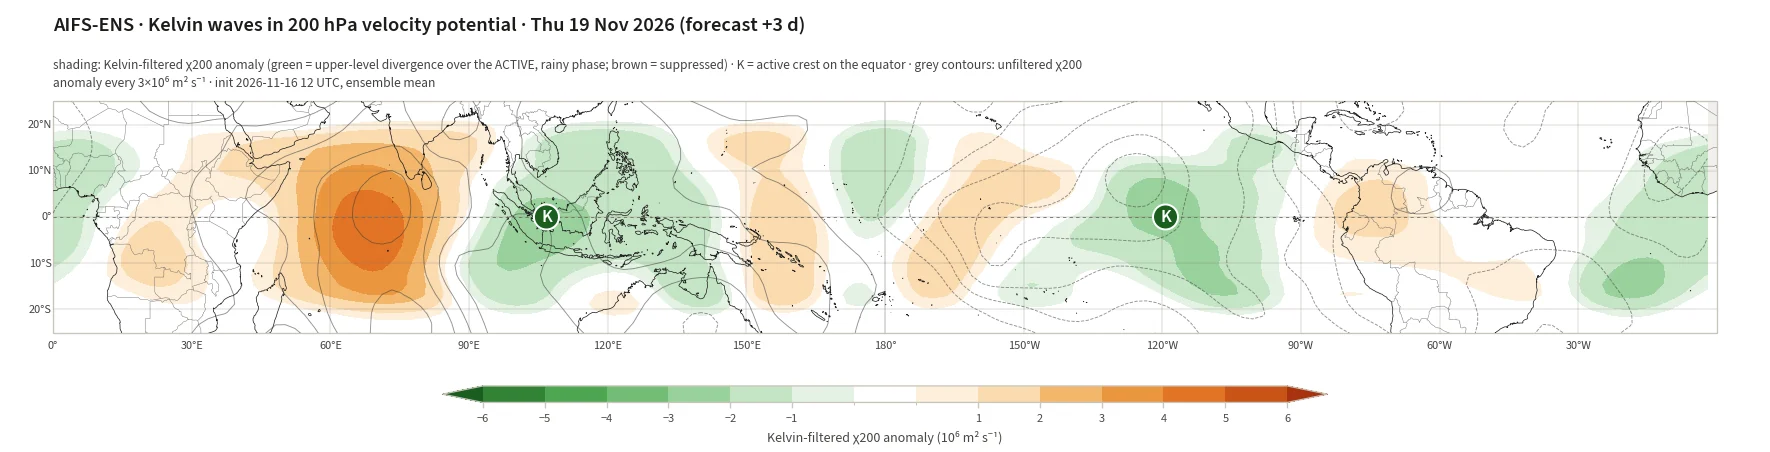 AIFS-ENS · Kelvin waves in 200 hPa velocity potential · Thu 19 Nov 2026 (forecast +3 d)
shading: Kelvin-filtered χ200 anomaly (green = upper-level divergence over the ACTIVE, rainy phase; brown = suppressed) · K = active crest on the equator · grey contours: unfiltered χ200
anomaly every 3×10⁶ m² s⁻¹ · init 2026-11-16 12 UTC, ensemble mean
20°N
10°N
0°
10°S
20°S
K
K
0° 30°E 60°E 90°E 120°E 150°E 180° 150°W 120°W 90°W 60°W 30°W
−6 −5 −4 −3 −2 −1 1 2 3 4 5 6
Kelvin-filtered χ200 anomaly (10⁶ m² s⁻¹)